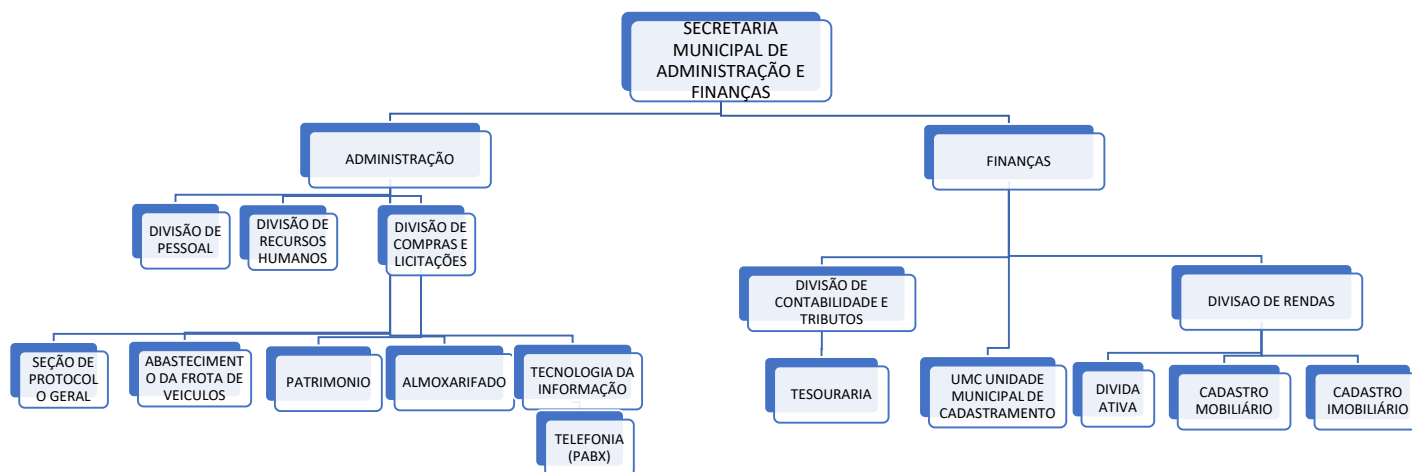 SECRETARIA
MUNICIPAL DE
ADMINISTRAÇÃO E
FINANÇAS
ADMINISTRAÇÃO
FINANÇAS
DIVISÃO DE
PESSOAL
DIVISÃO DE
RECURSOS
HUMANOS
DIVISÃO DE
COMPRAS E
LICITAÇÕES
DIVISÃO DE
CONTABILIDADE E
TRIBUTOS
DIVISAO DE RENDAS
SEÇÃO DE
PROTOCOL
O GERAL
ABASTECIMENT
O DA FROTA DE
VEICULOS
PATRIMONIO
ALMOXARIFADO
TECNOLOGIA DA
INFORMAÇÃO
TELEFONIA
(PABX)
TESOURARIA
UMC UNIDADE
MUNICIPAL DE
CADASTRAMENTO
DIVIDA
ATIVA
CADASTRO
MOBILIÁRIO
CADASTRO
IMOBILIÁRIO